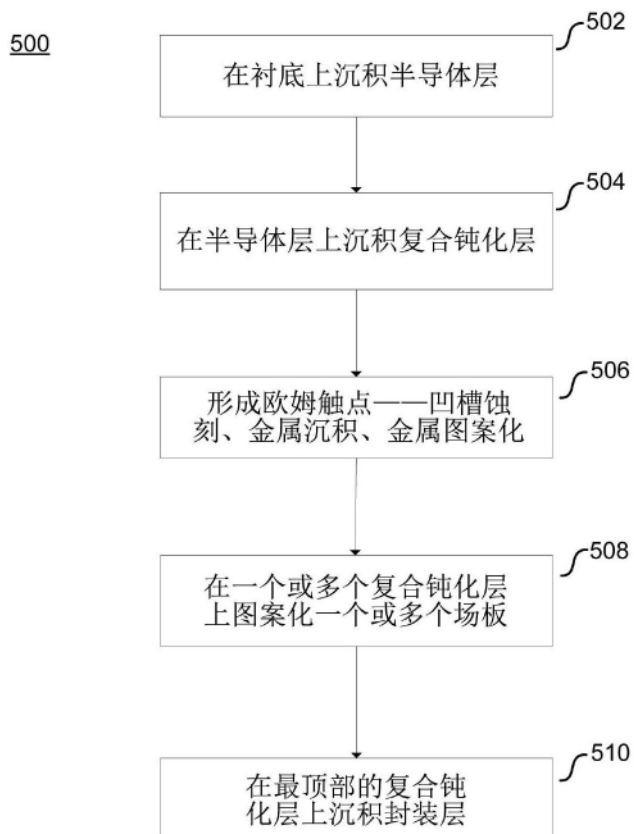 500
502
在衬底上沉积半导体层
504
在半导体层上沉积复合钝化层
506
形成欧姆触点——凹槽蚀
刻、金属沉积、金属图案化
508
在一个或多个复合钝化层
上图案化一个或多个场板
510
在最顶部的复合钝
化层上沉积封装层